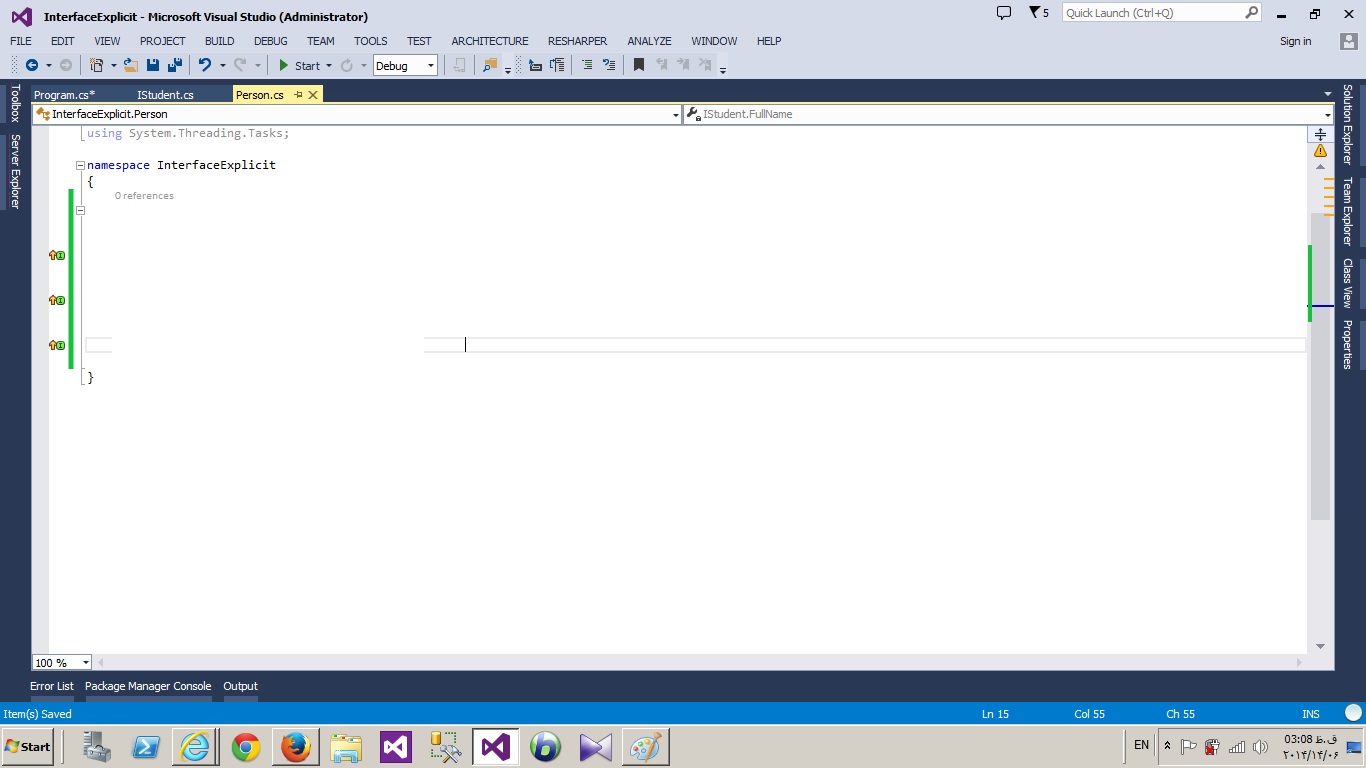 InterfaceExplicit - Microsoft Visual Studio (Administrator)
5
Quick Launch (Ctrl+Q)
FILE EDIT VIEW PROJECT BUILD DEBUG TEAM TOOLS TEST ARCHITECTURE RESHARPER ANALYZE WINDOW HELP
Sign in
Start
Debug
Toolbox
Server Explorer
Program.cs* IStudent.cs Person.cs
InterfaceExplicit.Person
IStudent.FullName
using System.Threading.Tasks;
namespace InterfaceExplicit
{
0 references
}
Solution Explorer
Team Explorer
Class View
Properties
100 %
Error List Package Manager Console Output
Item(s) Saved
Ln 15 Col 55 Ch 55 INS
Start
EN
03:08 ق.ظ
۲۰۱۴/۱۴/۰۶